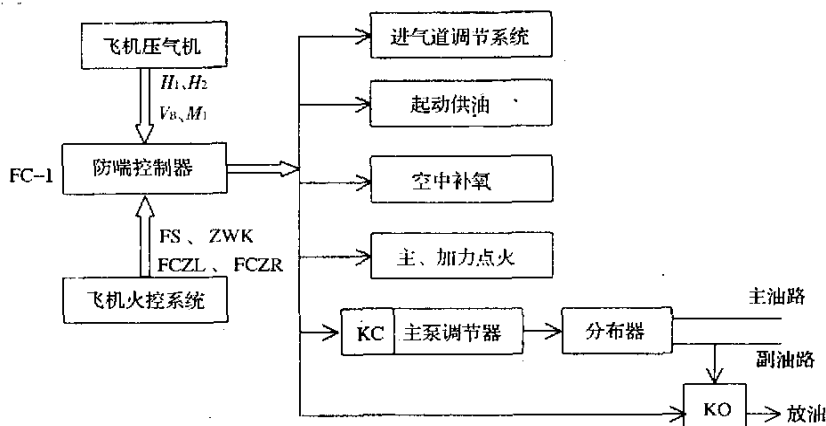 飞机压气机
H₁、H₂
V_B、M₁
FC-1
防喘控制器
FS 、 ZWK
FCZL 、 FCZR
飞机火控系统
进气道调节系统
起动供油
空中补氧
主、加力点火
KC 主泵调节器
分布器
主油路
副油路
KO
放油